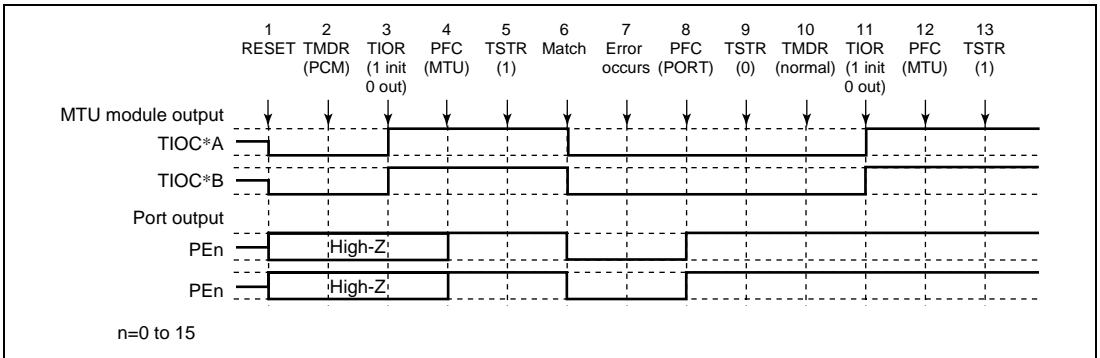 1 2 3 4 5 6 7 8 9 10 11 12 13
RESET TMDR TIOR PFC TSTR Match Error PFC TSTR TMDR TIOR PFC TSTR
(PCM) (1 init (MTU) (1) occurs (PORT) (0) (normal) (1 init (MTU) (1)
0 out) 0 out)
MTU module output
TIOC*A
TIOC*B
Port output
PEn High-Z
PEn High-Z
n=0 to 15